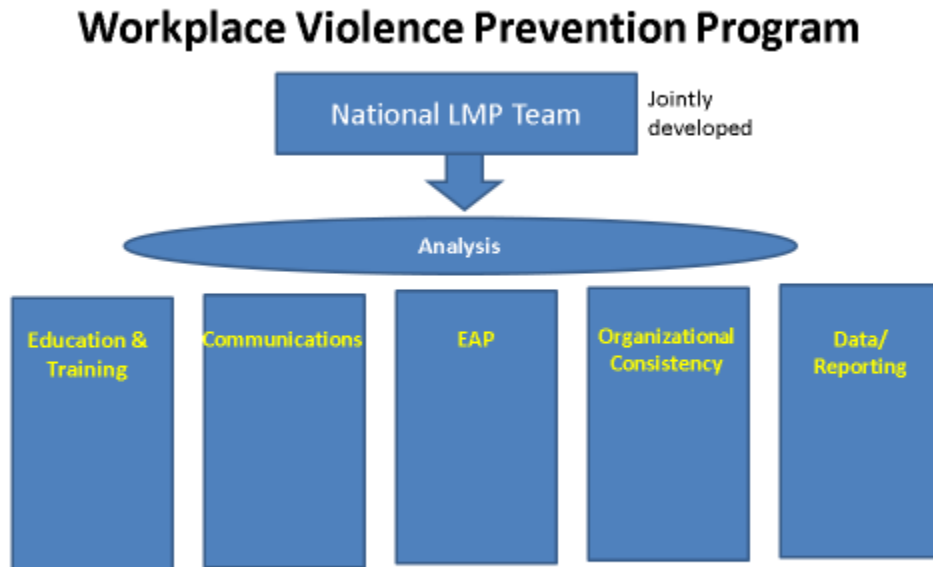 Workplace Violence Prevention Program
National LMP Team
Jointly
developed
Analysis
Education &
Training
Communications
EAP
Organizational
Consistency
Data/
Reporting